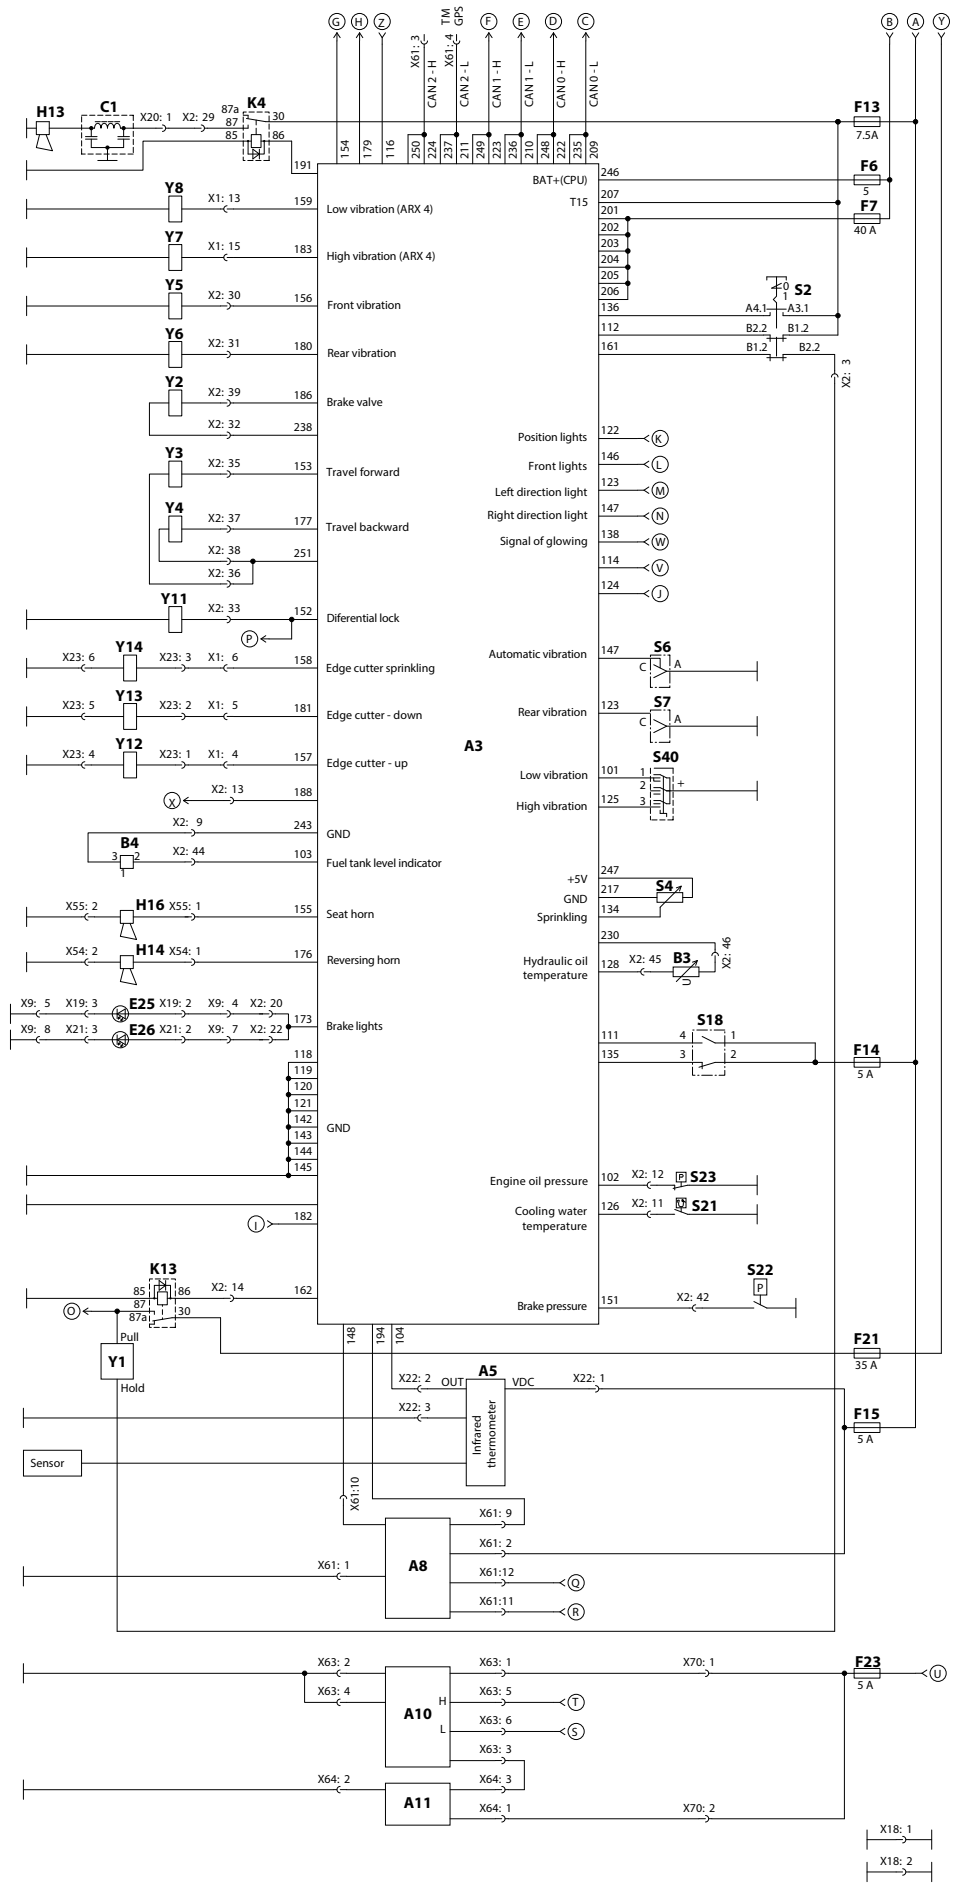 G H Z X61: 3 X61: 4 TM GPS F E D C B A Y
CAN 2 - H CAN 2 - L CAN 1 - H CAN 1 - L CAN 0 - H CAN 0 - L
154 179 116 250 224 237 211 249 223 236 210 248 222 235 209
H13 C1 X20: 1 X2: 29 K4 87a 87 85 30 86 F13 7.5A
191
BAT+(CPU) 246 F6 5
T15 207
201 F7 40 A
202
203
204
205
206
Y8 X1: 13 159 Low vibration (ARX 4)
Y7 X1: 15 183 High vibration (ARX 4)
Y5 X2: 30 156 Front vibration
0 1 S2
136 A4.1 A3.1
112 B2.2 B1.2
161 B1.2 B2.2
X2: 3
Y6 X2: 31 180 Rear vibration
Y2 X2: 39 186 Brake valve
X2: 32 238
Position lights 122 K
Front lights 146 L
Left direction light 123 M
Right direction light 147 N
Signal of glowing 138 W
114 V
124 J
Y3 X2: 35 153 Travel forward
Y4 X2: 37 177 Travel backward
X2: 38 251
X2: 36
Y11 X2: 33 152 Diferential lock
P
Y14 X23: 6 X23: 3 X1: 6 158 Edge cutter sprinkling
Automatic vibration 147 S6 C A
Y13 X23: 5 X23: 2 X1: 5 181 Edge cutter - down
Rear vibration 123 S7 C A
A3
Y12 X23: 4 X23: 1 X1: 4 157 Edge cutter - up
Low vibration 101 S40 1 2 3 +
High vibration 125
X X2: 13 188
X2: 9 243 GND
B4 3 2 1 X2: 44 103 Fuel tank level indicator
+5V 247
GND 217 S4
Sprinkling 134
X55: 2 H16 X55: 1 155 Seat horn
X54: 2 H14 X54: 1 176 Reversing horn
230
Hydraulic oil temperature 128 X2: 45 B3 X2: 46
X9: 5 X19: 3 E25 X19: 2 X9: 4 X2: 20
173 Brake lights
X9: 8 X21: 3 E26 X21: 2 X9: 7 X2: 22
S18
111 4 1
135 3 2 F14 5 A
118
119
120
121
142 GND
143
144
145
Engine oil pressure 102 X2: 12 P S23
Cooling water temperature 126 X2: 11 S21
I 182
K13 85 86 X2: 14 162
O 87 87a 30
S22 P
Brake pressure 151 X2: 42
148 194 104
Pull
Y1
Hold
F21 35 A
X22: 2 OUT A5 VDC X22: 1
X22: 3
Infrared thermometer
F15 5 A
Sensor
X61:10
X61: 9
X61: 2
A8
X61: 1
X61:12 Q
X61:11 R
X63: 2 X63: 1 X70: 1 F23 5 A U
X63: 4 A10 H X63: 5 T
L X63: 6 S
X63: 3
X64: 2 X64: 3
A11
X64: 1 X70: 2
X18: 1
X18: 2